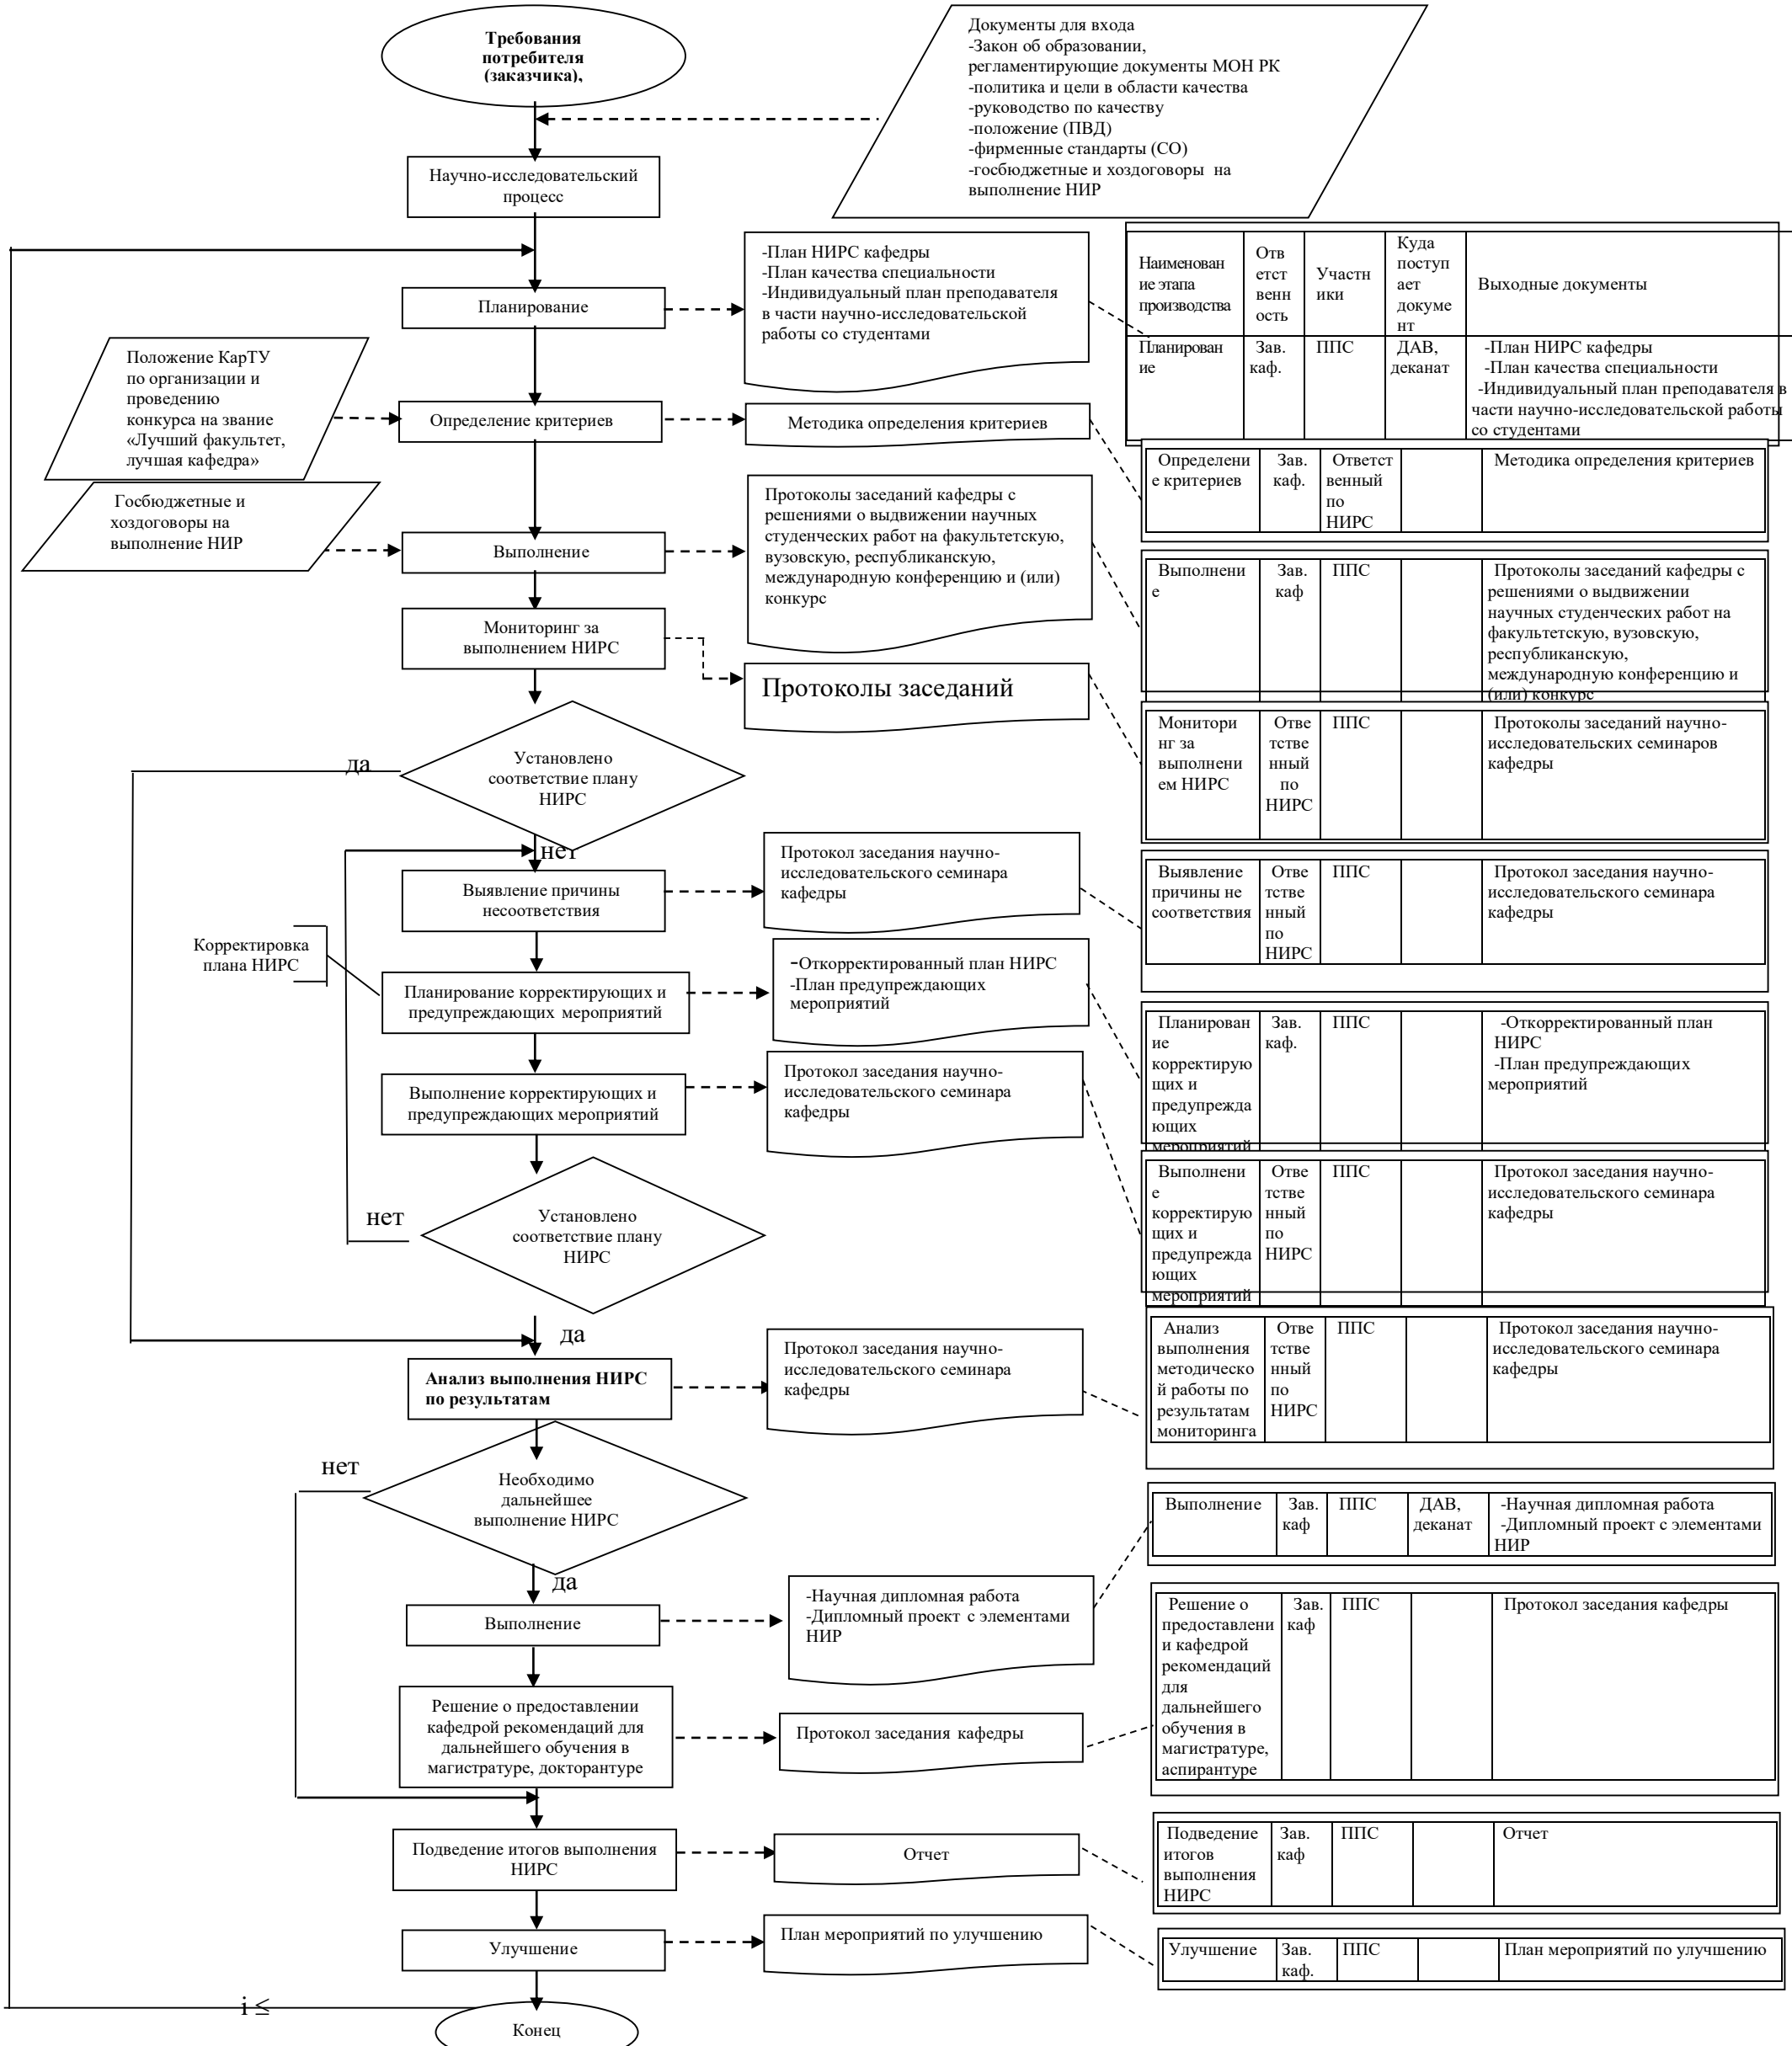 Требования
потребителя
(заказчика),
Документы для входа
-Закон об образовании,
регламентирующие документы МОН РК
-политика и цели в области качества
-руководство по качеству
-положение (ПВД)
-фирменные стандарты (СО)
-госбюджетные и хоздоговоры на
выполнение НИР
Научно-исследовательский
процесс
Планирование
-План НИРС кафедры
-План качества специальности
-Индивидуальный план преподавателя
в части научно-исследовательской
работы со студентами
Наименован
ие этапа
производства
Отв
етст
венн
ость
Участн
ики
Куда
поступ
ает
докуме
нт
Выходные документы
Планирован
ие
Зав.
каф.
ППС
ДАВ,
деканат
-План НИРС кафедры
-План качества специальности
-Индивидуальный план преподавателя в
части научно-исследовательской работы
со студентами
Положение КарТУ
по организации и
проведению
конкурса на звание
«Лучший факультет,
лучшая кафедра»
Определение критериев
Методика определения критериев
Определени
е критериев
Зав.
каф.
Ответст
венный
по
НИРС
Методика определения критериев
Госбюджетные и
хоздоговоры на
выполнение НИР
Выполнение
Протоколы заседаний кафедры с
решениями о выдвижении научных
студенческих работ на факультетскую,
вузовскую, республиканскую,
международную конференцию и (или)
конкурс
Выполнени
е
Зав.
каф
ППС
Протоколы заседаний кафедры с
решениями о выдвижении
научных студенческих работ на
факультетскую, вузовскую,
республиканскую,
международную конференцию и
(или) конкурс
Мониторинг за
выполнением НИРС
Протоколы заседаний
Монитори
нг за
выполнени
ем НИРС
Отве
тстве
нный
по
НИРС
ППС
Протоколы заседаний научно-
исследовательских семинаров
кафедры
Установлено
соответствие плану
НИРС
да
нет
Выявление причины
несоответствия
Протокол заседания научно-
исследовательского семинара
кафедры
Выявление
причины не
соответствия
Отве
тстве
нный
по
НИРС
ППС
Протокол заседания научно-
исследовательского семинара
кафедры
Корректировка
плана НИРС
Планирование корректирующих и
предупреждающих мероприятий
-Откорректированный план НИРС
-План предупреждающих
мероприятий
Планирован
ие
корректирую
щих и
предупрежда
ющих
мероприятий
Зав.
каф.
ППС
-Откорректированный план
НИРС
-План предупреждающих
мероприятий
Выполнение корректирующих и
предупреждающих мероприятий
Протокол заседания научно-
исследовательского семинара
кафедры
Выполнени
е
корректирую
щих и
предупрежда
ющих
мероприятий
Отве
тстве
нный
по
НИРС
ППС
Протокол заседания научно-
исследовательского семинара
кафедры
Установлено
соответствие плану
НИРС
нет
да
Анализ выполнения НИРС
по результатам
Протокол заседания научно-
исследовательского семинара
кафедры
Анализ
выполнения
методическо
й работы по
результатам
мониторинга
Отве
тстве
нный
по
НИРС
ППС
Протокол заседания научно-
исследовательского семинара
кафедры
Необходимо
дальнейшее
выполнение НИРС
нет
да
Выполнение
-Научная дипломная работа
-Дипломный проект с элементами
НИР
Выполнение
Зав.
каф
ППС
ДАВ,
деканат
-Научная дипломная работа
-Дипломный проект с элементами
НИР
Решение о предоставлении
кафедрой рекомендаций для
дальнейшего обучения в
магистратуре, докторантуре
Протокол заседания кафедры
Решение о
предоставлени
и кафедрой
рекомендаций
для
дальнейшего
обучения в
магистратуре,
аспирантуре
Зав.
каф
ППС
Протокол заседания кафедры
Подведение итогов выполнения
НИРС
Отчет
Подведение
итогов
выполнения
НИРС
Зав.
каф
ППС
Отчет
Улучшение
План мероприятий по улучшению
Улучшение
Зав.
каф.
ППС
План мероприятий по улучшению
i ≤
Конец